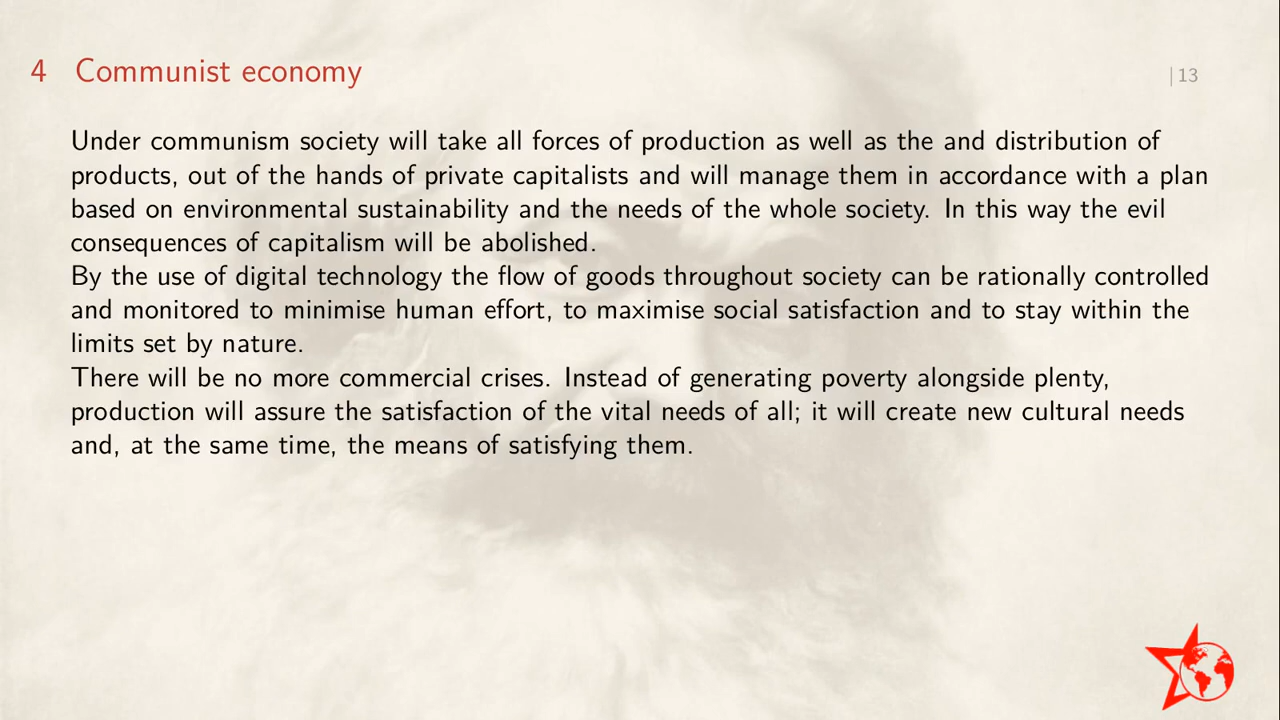 4 Communist economy
| 13
Under communism society will take all forces of production as well as the and distribution of
products, out of the hands of private capitalists and will manage them in accordance with a plan
based on environmental sustainability and the needs of the whole society. In this way the evil
consequences of capitalism will be abolished.
By the use of digital technology the flow of goods throughout society can be rationally controlled
and monitored to minimise human effort, to maximise social satisfaction and to stay within the
limits set by nature.
There will be no more commercial crises. Instead of generating poverty alongside plenty,
production will assure the satisfaction of the vital needs of all; it will create new cultural needs
and, at the same time, the means of satisfying them.